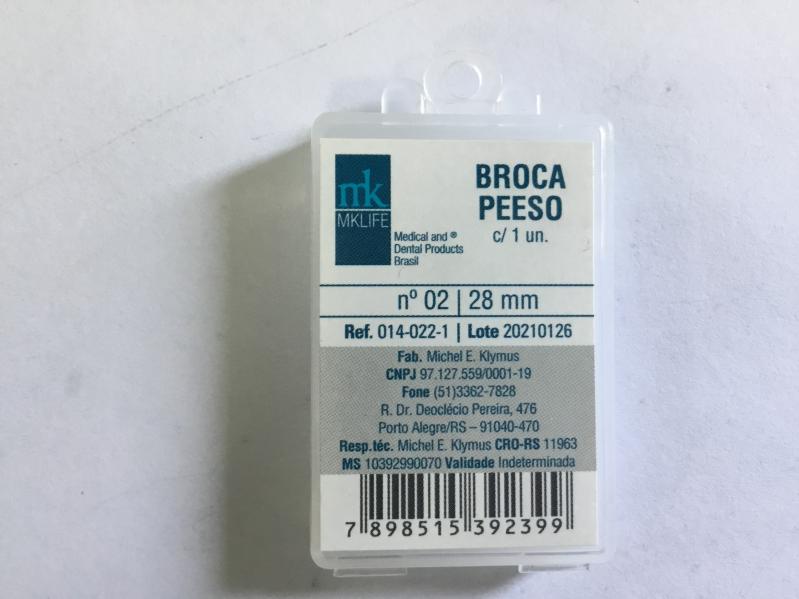 mk
MKLIFE
Medical and ®
Dental Products
Brasil
BROCA
PEESO
c/ 1 un.
nº 02 | 28 mm
Ref. 014-022-1 | Lote 20210126
Fab. Michel E. Klymus
CNPJ 97.127.559/0001-19
Fone (51)3362-7828
R. Dr. Deoclécio Pereira, 476
Porto Alegre/RS – 91040-470
Resp.téc. Michel E. Klymus CRO-RS 11963
MS 10392990070 Validade Indeterminada
7 898515 392399